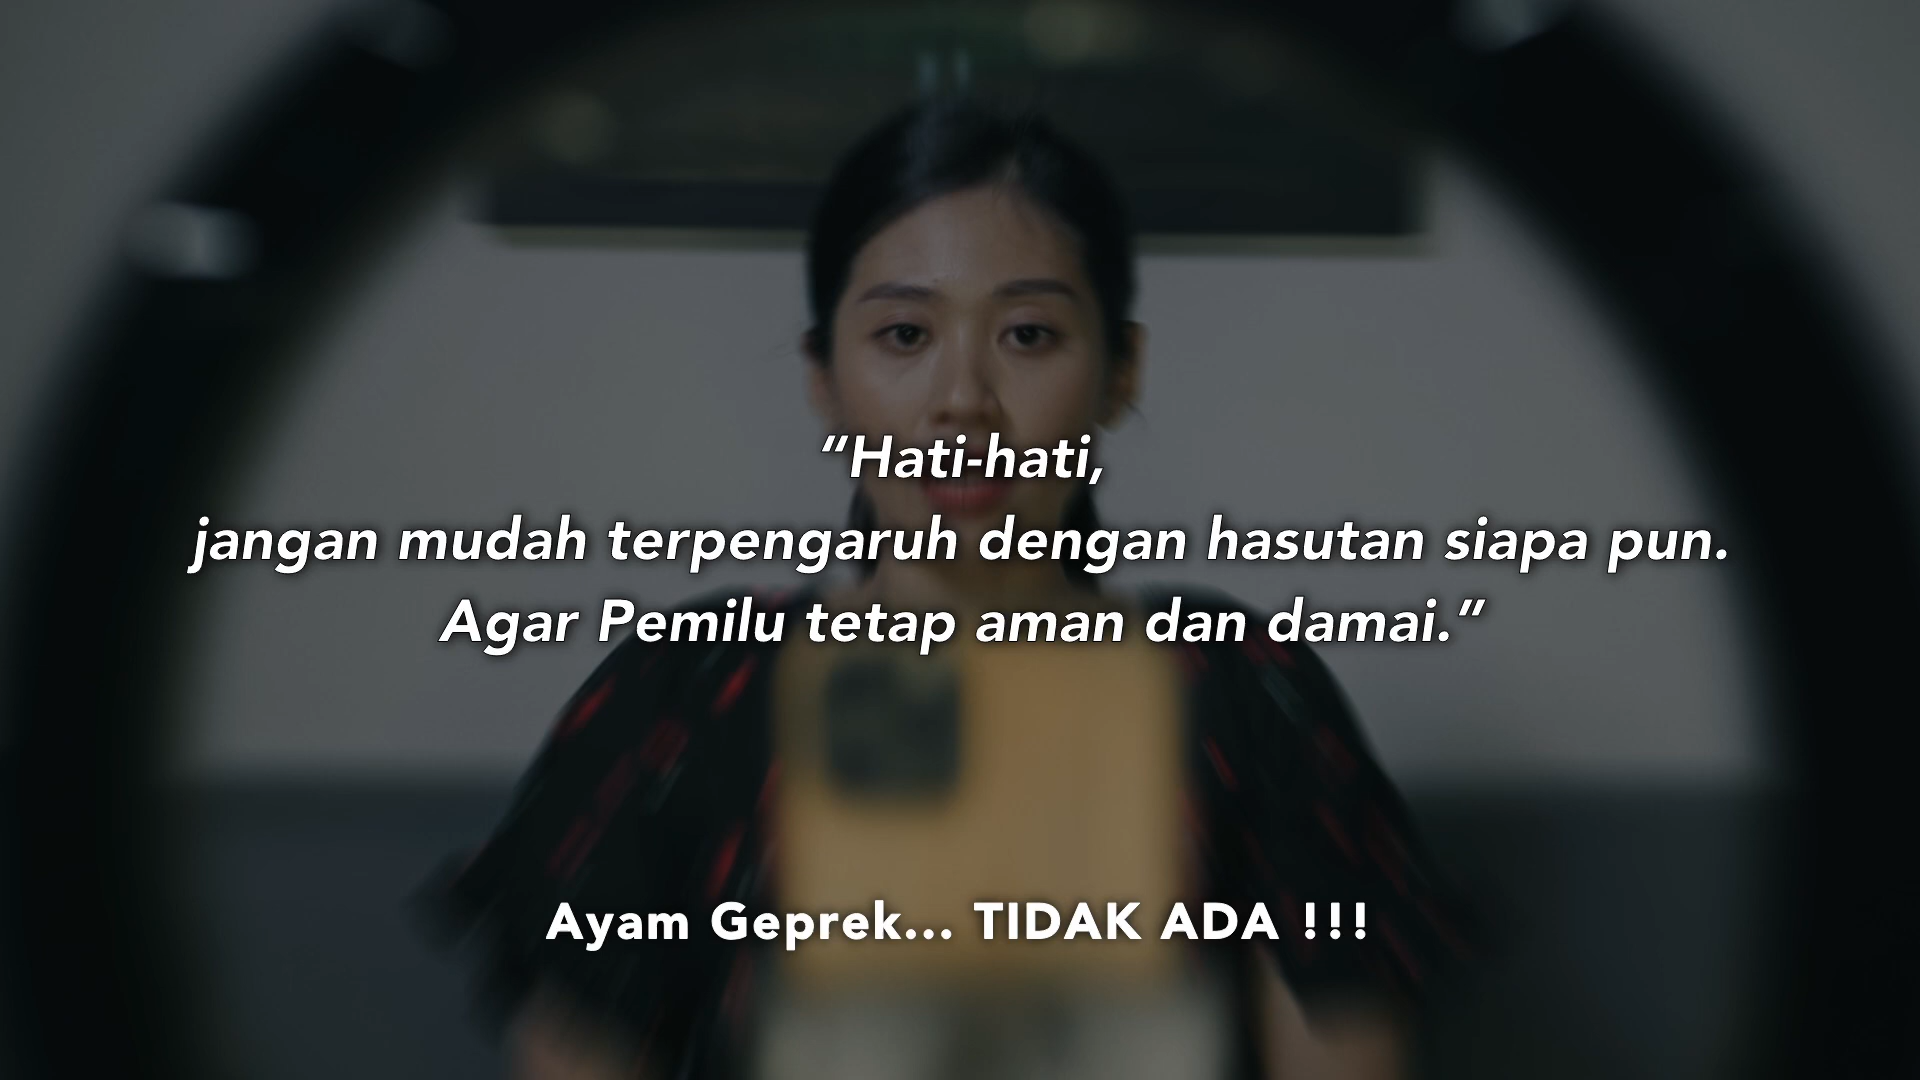 “Hati-hati,
jangan mudah terpengaruh dengan hasutan siapa pun.
Agar Pemilu tetap aman dan damai.”
Ayam Geprek... TIDAK ADA !!!